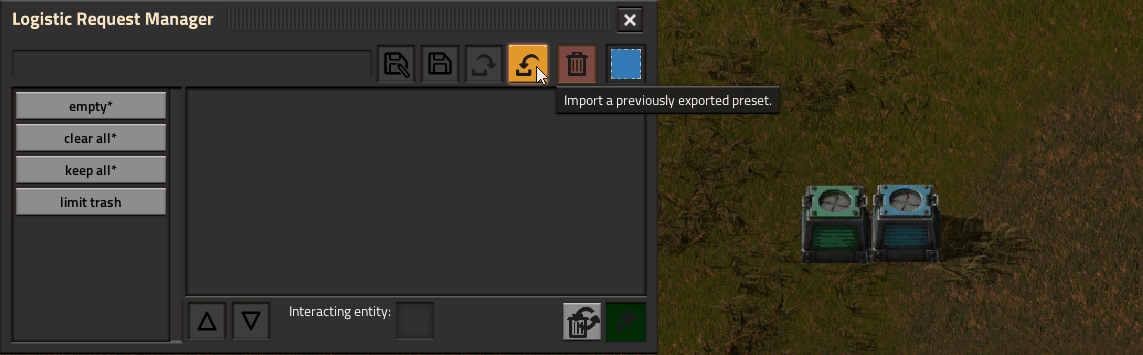 Logistic Request Manager
Import a previously exported preset.
empty*
clear all*
keep all*
limit trash
Interacting entity: